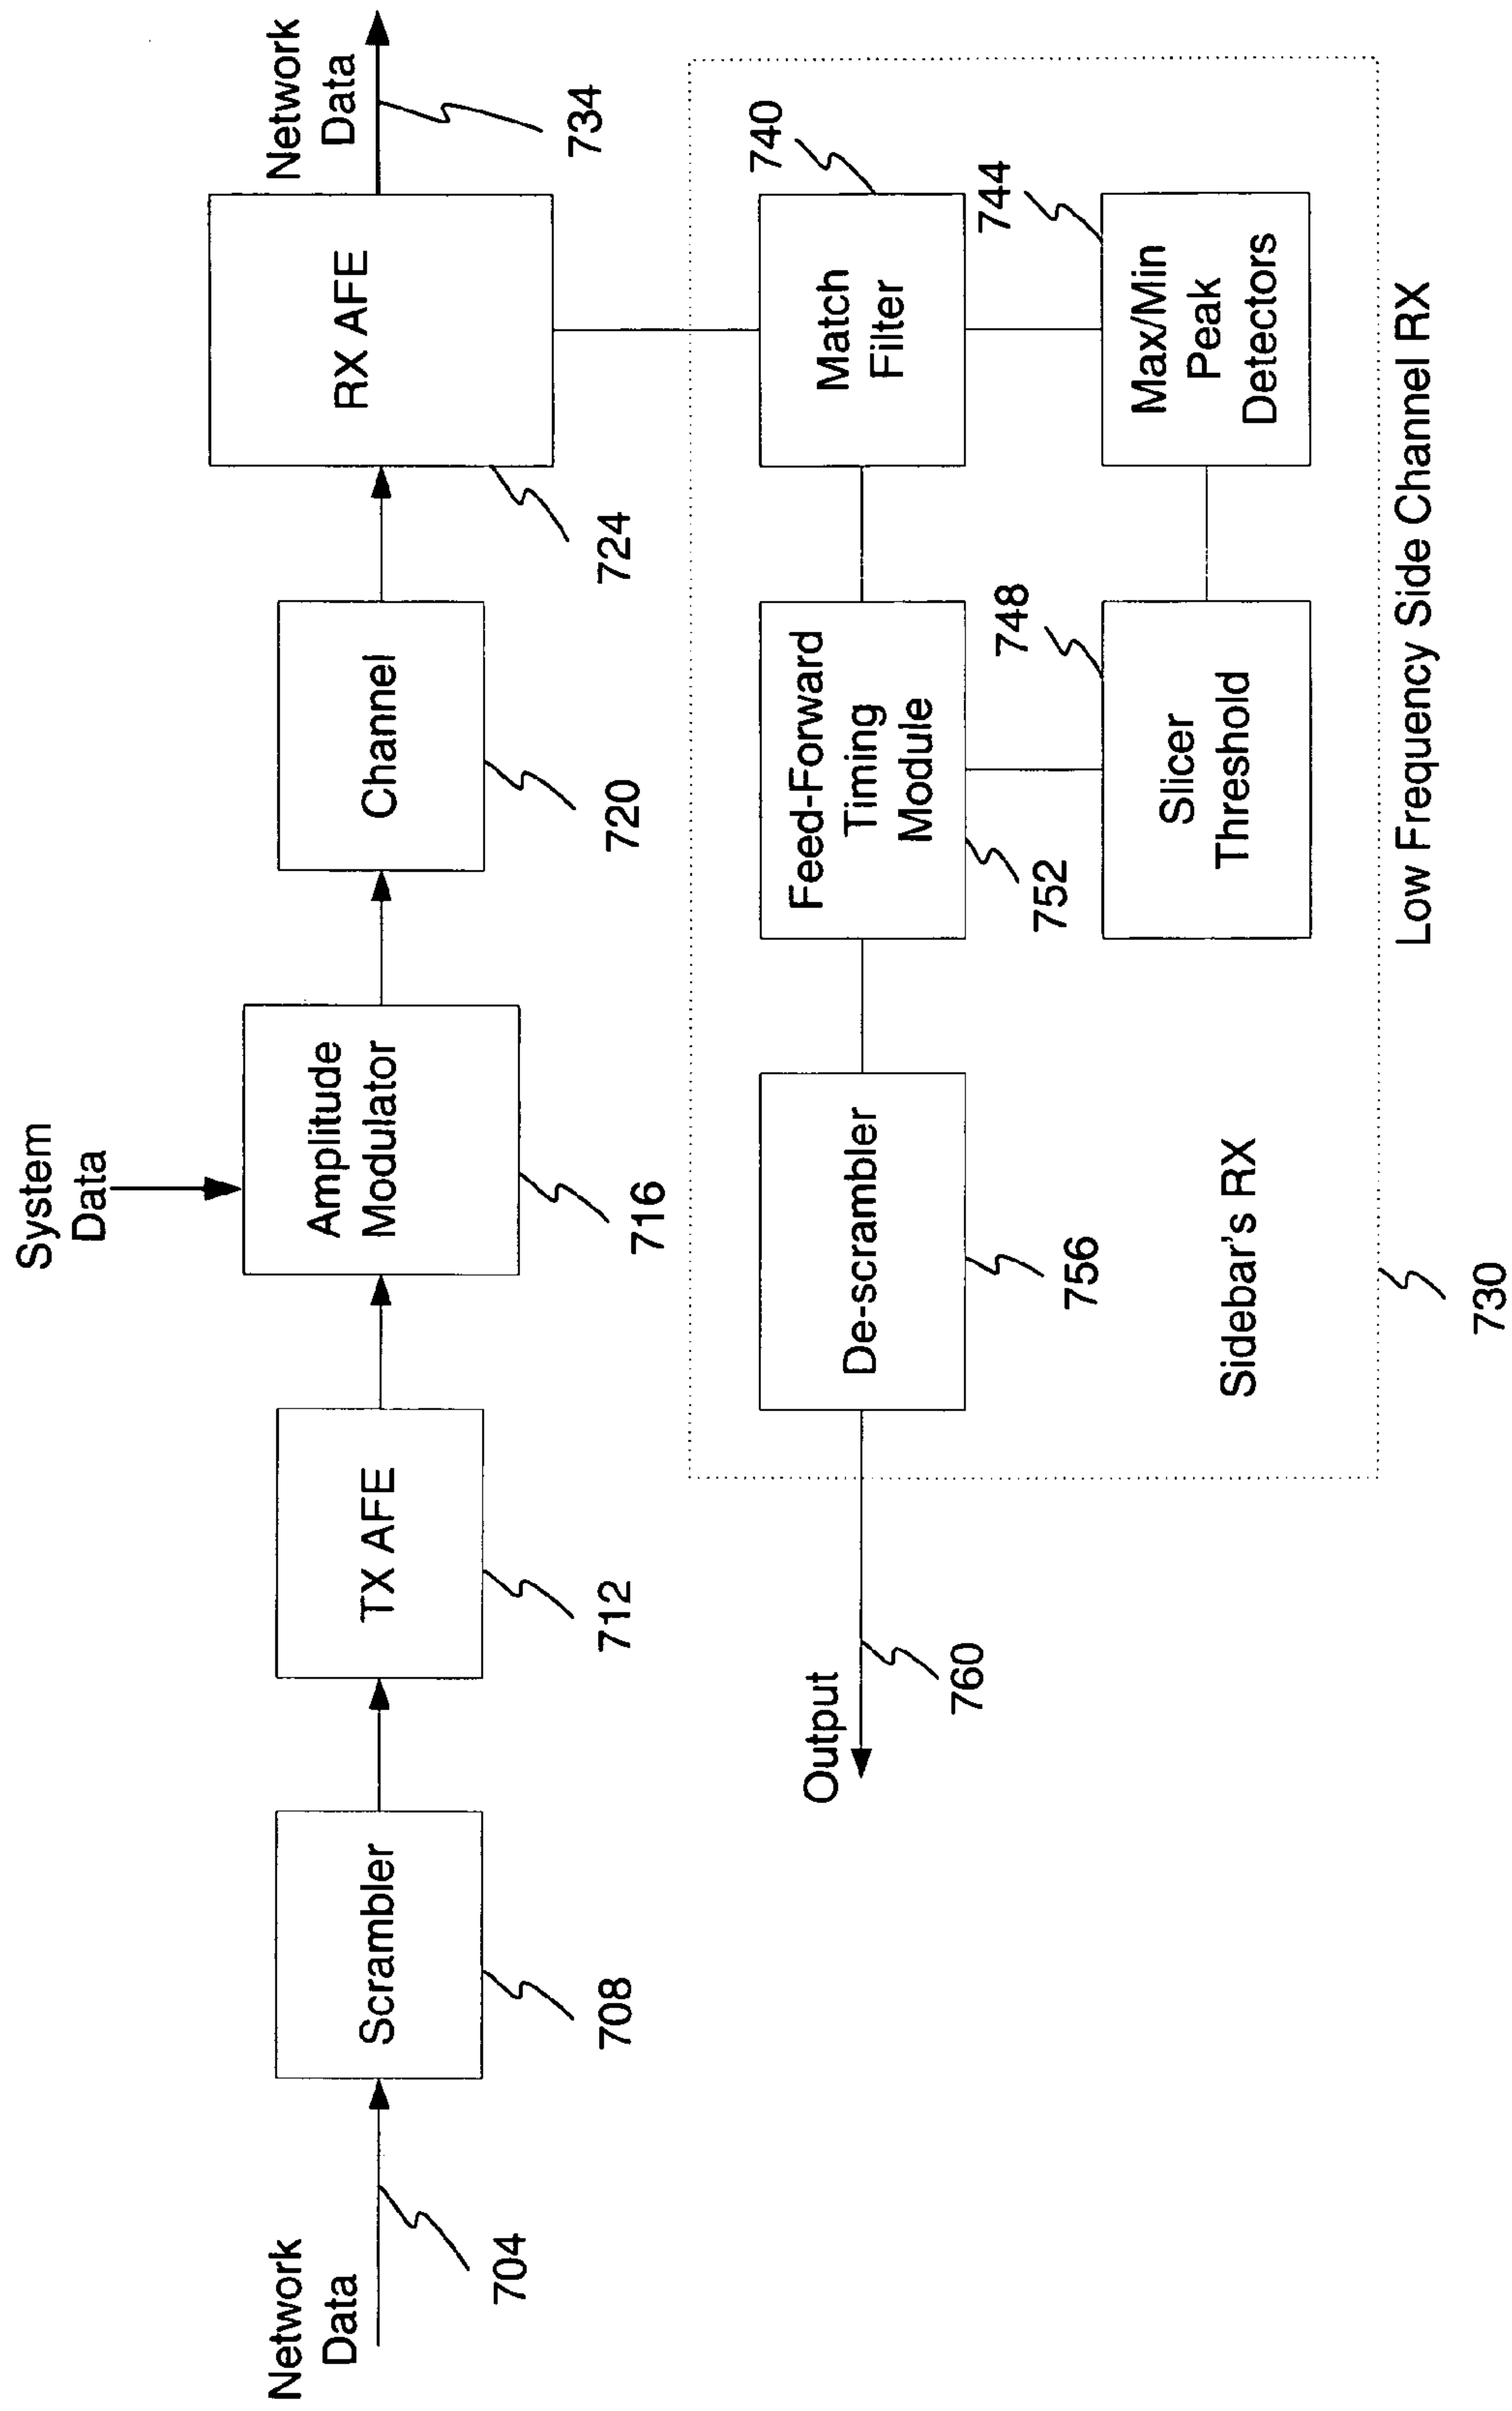 System
Data
Network
Data
704
Scrambler
708
TX AFE
712
Amplitude
Modulator
716
Channel
720
RX AFE
724
Network
Data
734
Output
760
De-scrambler
756
Feed-Forward
Timing
Module
752
Match
Filter
740
Sidebar's RX
Slicer
Threshold
748
Max/Min
Peak
Detectors
744
730
Low Frequency Side Channel RX